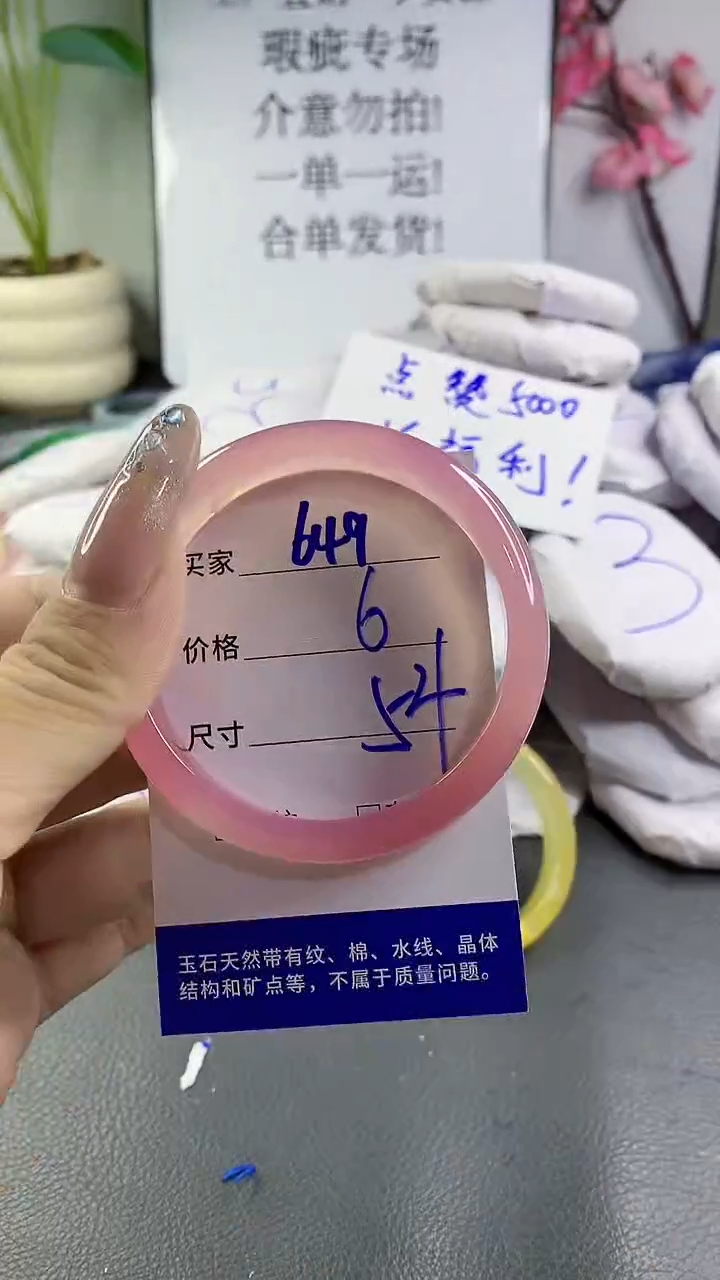 瑕疵专场
介意勿拍!
一单一运!
合单发货!
点赞5000
福利!
3
买家 649
价格 6
尺寸 54
玉石天然带有纹、棉、水线、晶体
结构和矿点等，不属于质量问题。